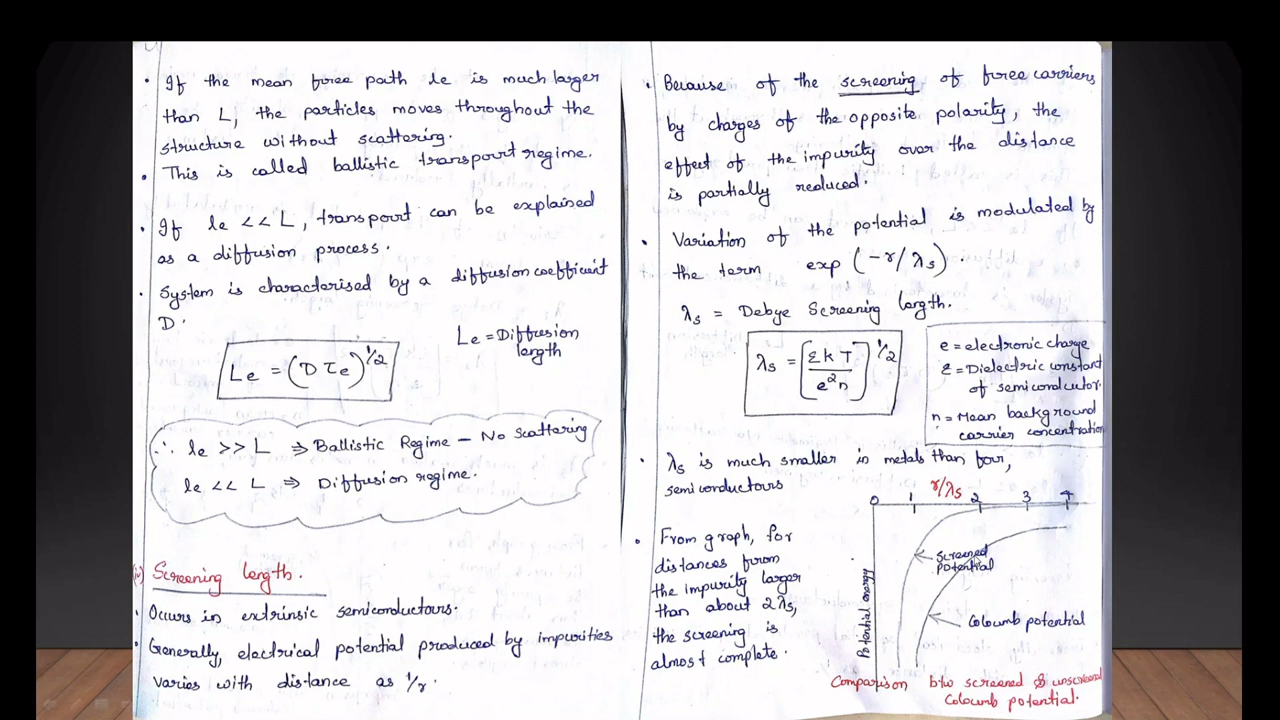 • If the mean free path le is much larger
than L, the particles moves throughout the
structure without scattering.
• This is called ballistic transport regime.
• If le << L, transport can be explained
as a diffusion process.
• System is characterised by a diffusion coefficient
D.
Le = Diffusion
length
Le = (D τe)^1/2
∴ le >> L ⇒ Ballistic Regime – No Scattering
le << L ⇒ Diffusion regime.
(iv) Screening length.
• Occurs in extrinsic semiconductors.
• Generally, electrical potential produced by impurities
varies with distance as 1/r.
• Because of the screening of free carriers
by charges of the opposite polarity, the
effect of the impurity over the distance
is partially reduced.
• Variation of the potential is modulated by
the term exp (-r/λs).
λs = Debye Screening length.
λs = [εkT / e²n]^1/2
e = electronic charge
ε = Dielectric constant
of semiconductor.
n = Mean background
carrier concentration
• λs is much smaller in metals than four,
semiconductors
• From graph, for
distances from
the impurity larger
than about 2λs,
the screening is
almost complete.
r/λs
0 1 2 3 4
Screened
potential
Coloumb potential
Potential energy
Comparison b/w screened & unscreened
Coloumb potential.